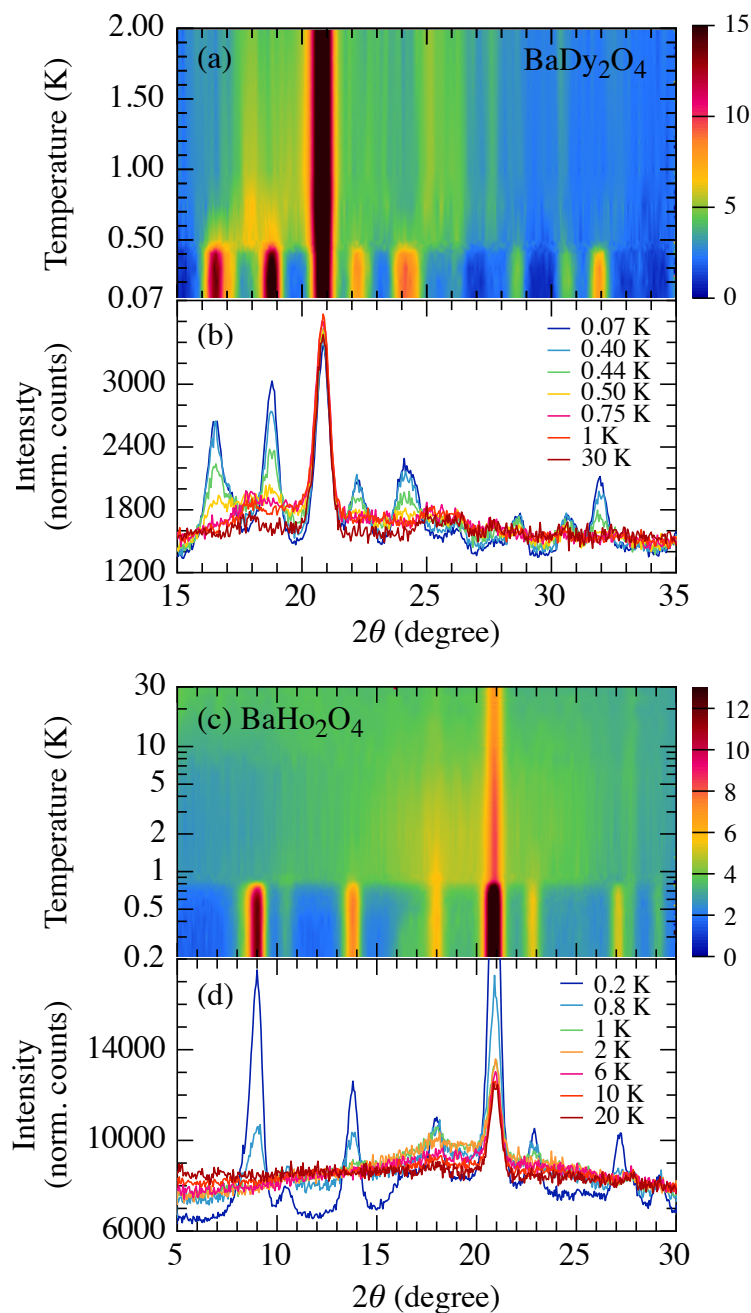 2.00
1.50
1.00
0.50
0.07
Temperature (K)
(a)
BaDy₂O₄
15
10
5
0
(b)
3000
2400
1800
1200
Intensity
(norm. counts)
0.07 K
0.40 K
0.44 K
0.50 K
0.75 K
1 K
30 K
15 20 25 30 35
2θ (degree)
30
10
5
2
1
0.5
0.2
Temperature (K)
(c) BaHo₂O₄
12
10
8
6
4
2
0
(d)
14000
10000
6000
Intensity
(norm. counts)
0.2 K
0.8 K
1 K
2 K
6 K
10 K
20 K
5 10 15 20 25 30
2θ (degree)